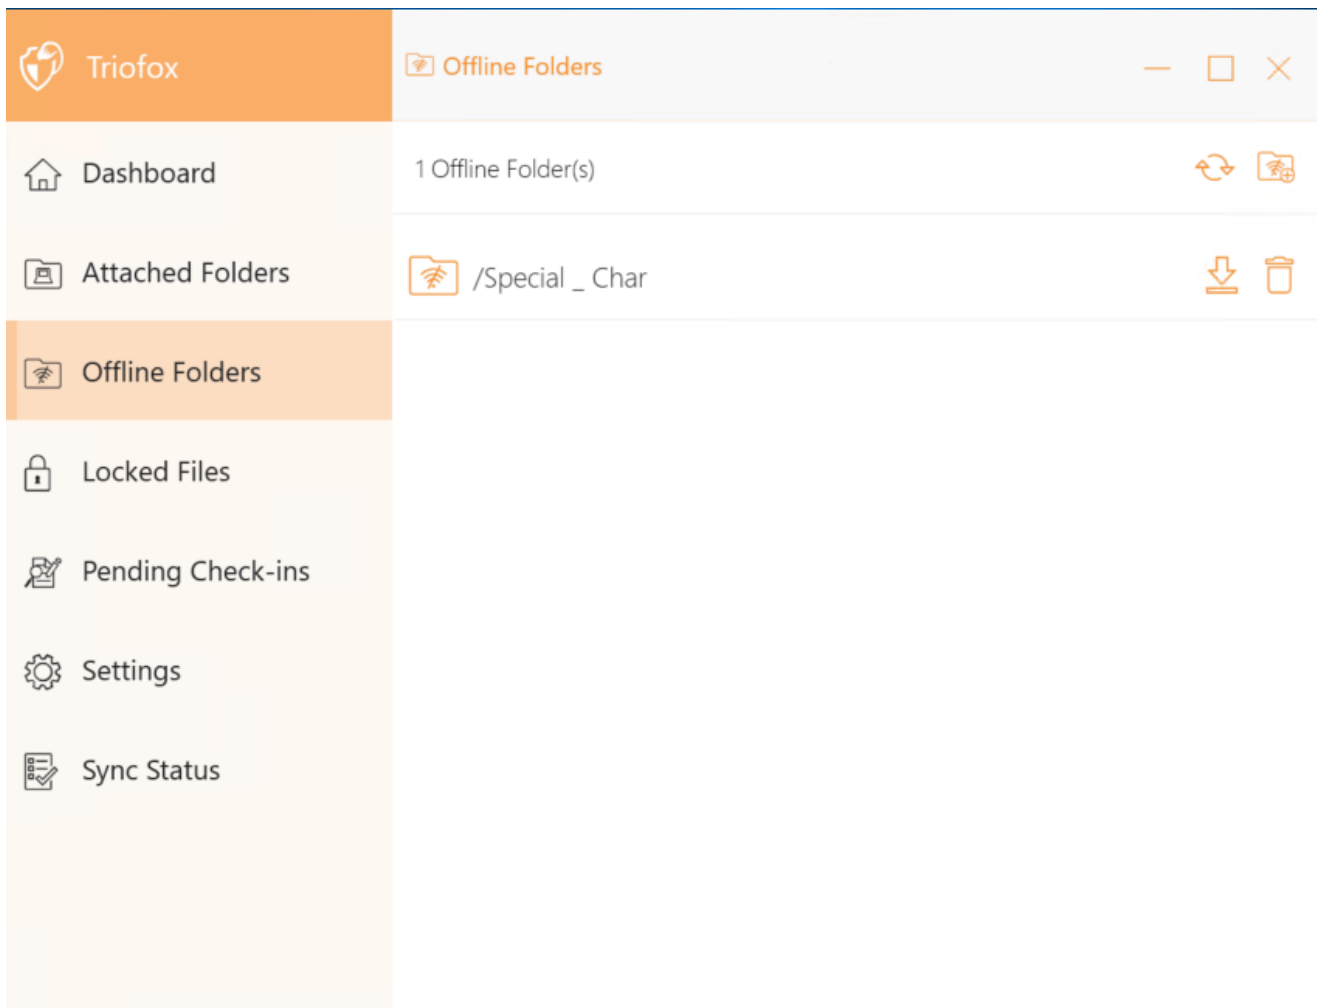 Triofox
Offline Folders
Dashboard
Attached Folders
Offline Folders
Locked Files
Pending Check-ins
Settings
Sync Status
1 Offline Folder(s)
/Special _ Char